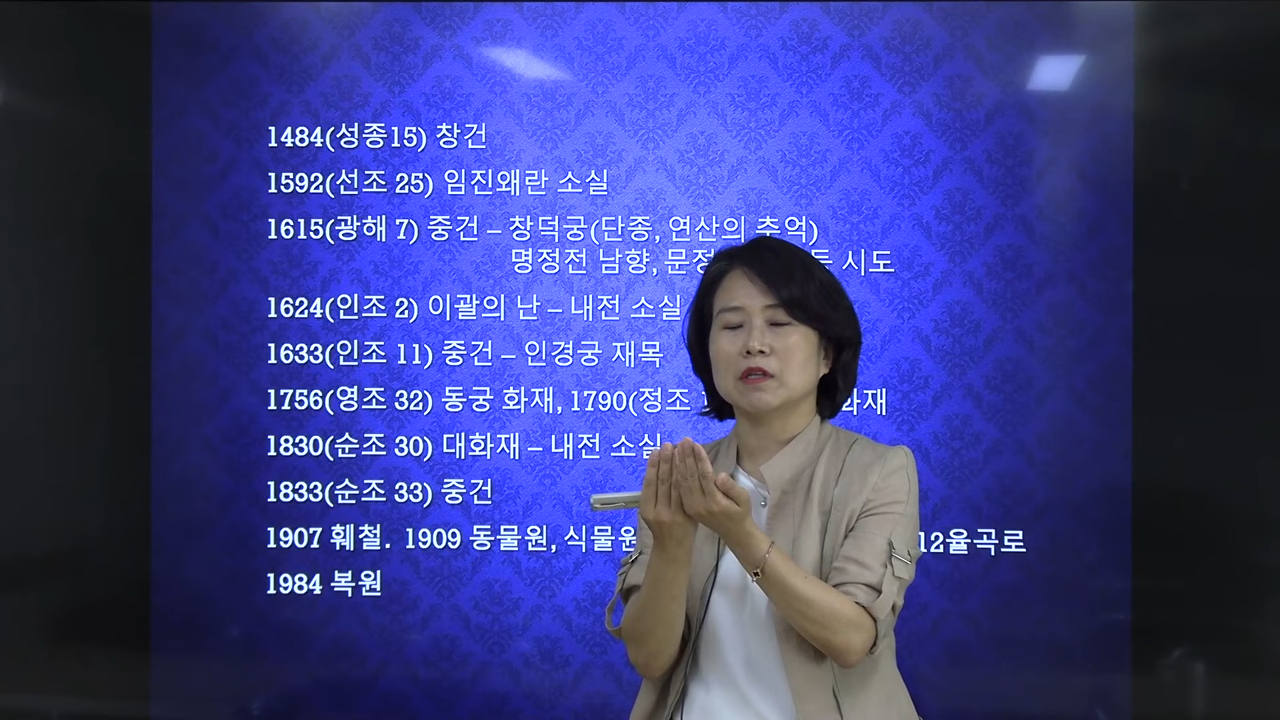 1484(성종15) 창건
1592(선조 25) 임진왜란 소실
1615(광해 7) 중건 – 창덕궁(단종, 연산의 추억)
명정전 남향, 시도
1624(인조 2) 이괄의 난 – 내전 소실
1633(인조 11) 중건 – 인경궁 재목
1756(영조 32) 동궁 화재, 1790(정조 화재
1830(순조 30) 대화재 – 내전 소실
1833(순조 33) 중건
1907 훼철. 1909 동물원, 식물원 12율곡로
1984 복원